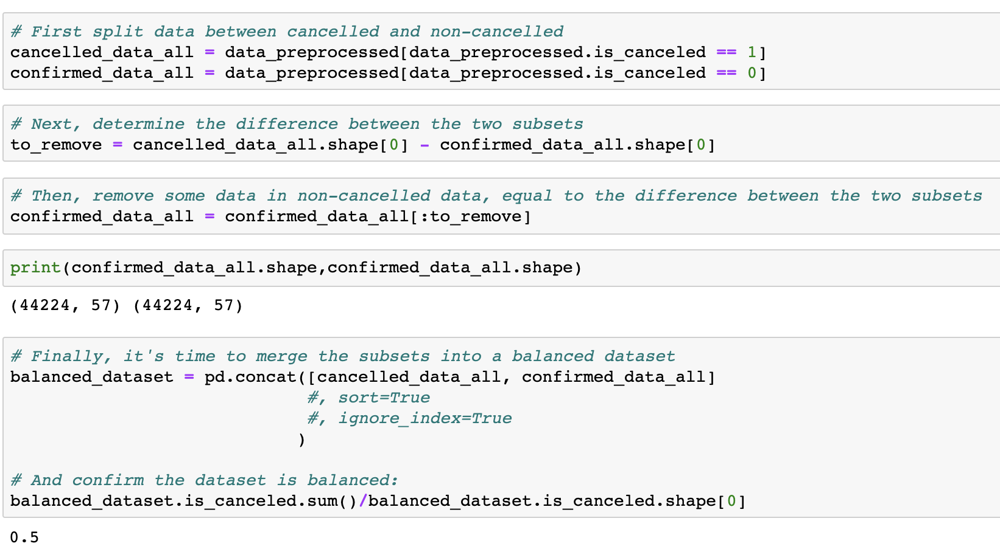 # First split data between cancelled and non-cancelled
cancelled_data_all = data_preprocessed[data_preprocessed.is_canceled == 1]
confirmed_data_all = data_preprocessed[data_preprocessed.is_canceled == 0]
# Next, determine the difference between the two subsets
to_remove = cancelled_data_all.shape[0] - confirmed_data_all.shape[0]
# Then, remove some data in non-cancelled data, equal to the difference between the two subsets
confirmed_data_all = confirmed_data_all[:to_remove]
print(confirmed_data_all.shape,confirmed_data_all.shape)
(44224, 57) (44224, 57)
# Finally, it's time to merge the subsets into a balanced dataset
balanced_dataset = pd.concat([cancelled_data_all, confirmed_data_all]
#, sort=True
#, ignore_index=True
)
# And confirm the dataset is balanced:
balanced_dataset.is_canceled.sum()/balanced_dataset.is_canceled.shape[0]
0.5